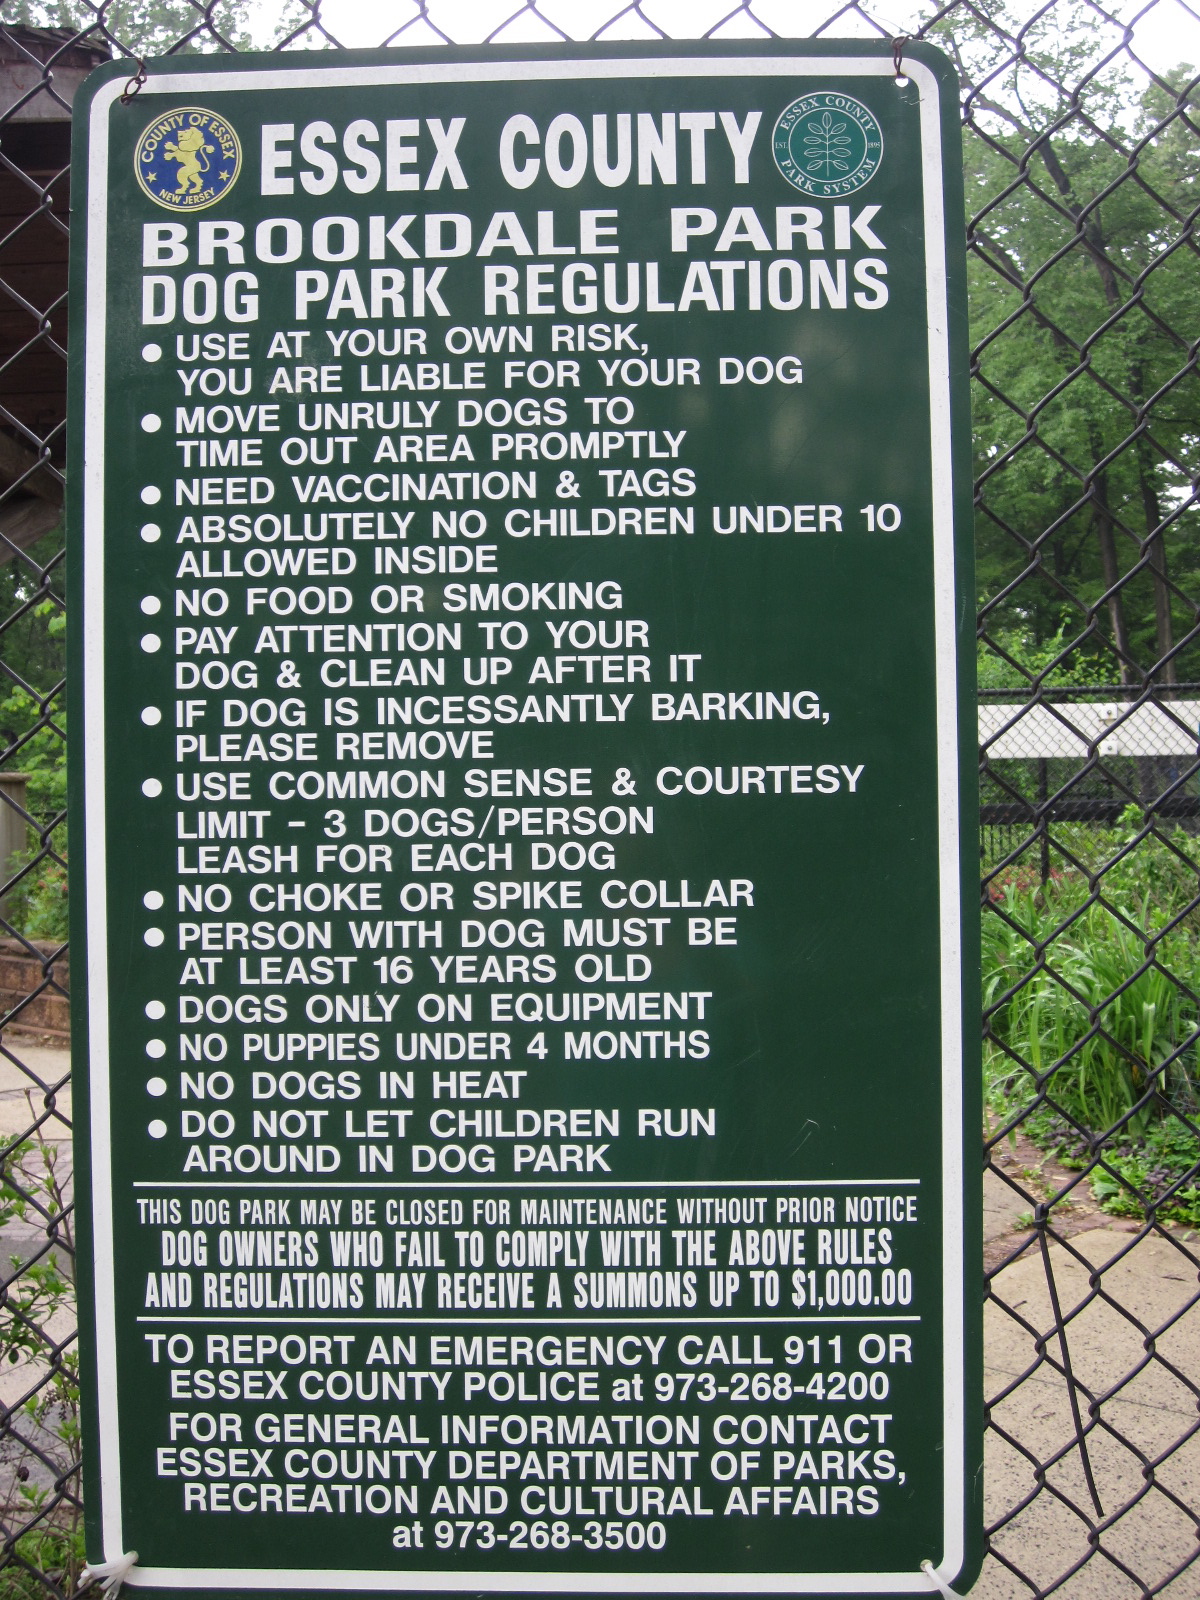 COUNTY OF ESSEX
NEW JERSEY
ESSEX COUNTY
ESSEX COUNTY
EST. 1895
PARK SYSTEM
BROOKDALE PARK
DOG PARK REGULATIONS
• USE AT YOUR OWN RISK,
YOU ARE LIABLE FOR YOUR DOG
• MOVE UNRULY DOGS TO
TIME OUT AREA PROMPTLY
• NEED VACCINATION & TAGS
• ABSOLUTELY NO CHILDREN UNDER 10
ALLOWED INSIDE
• NO FOOD OR SMOKING
• PAY ATTENTION TO YOUR
DOG & CLEAN UP AFTER IT
• IF DOG IS INCESSANTLY BARKING,
PLEASE REMOVE
• USE COMMON SENSE & COURTESY
LIMIT - 3 DOGS/PERSON
LEASH FOR EACH DOG
• NO CHOKE OR SPIKE COLLAR
• PERSON WITH DOG MUST BE
AT LEAST 16 YEARS OLD
• DOGS ONLY ON EQUIPMENT
• NO PUPPIES UNDER 4 MONTHS
• NO DOGS IN HEAT
• DO NOT LET CHILDREN RUN
AROUND IN DOG PARK
THIS DOG PARK MAY BE CLOSED FOR MAINTENANCE WITHOUT PRIOR NOTICE
DOG OWNERS WHO FAIL TO COMPLY WITH THE ABOVE RULES
AND REGULATIONS MAY RECEIVE A SUMMONS UP TO $1,000.00
TO REPORT AN EMERGENCY CALL 911 OR
ESSEX COUNTY POLICE at 973-268-4200
FOR GENERAL INFORMATION CONTACT
ESSEX COUNTY DEPARTMENT OF PARKS,
RECREATION AND CULTURAL AFFAIRS
at 973-268-3500